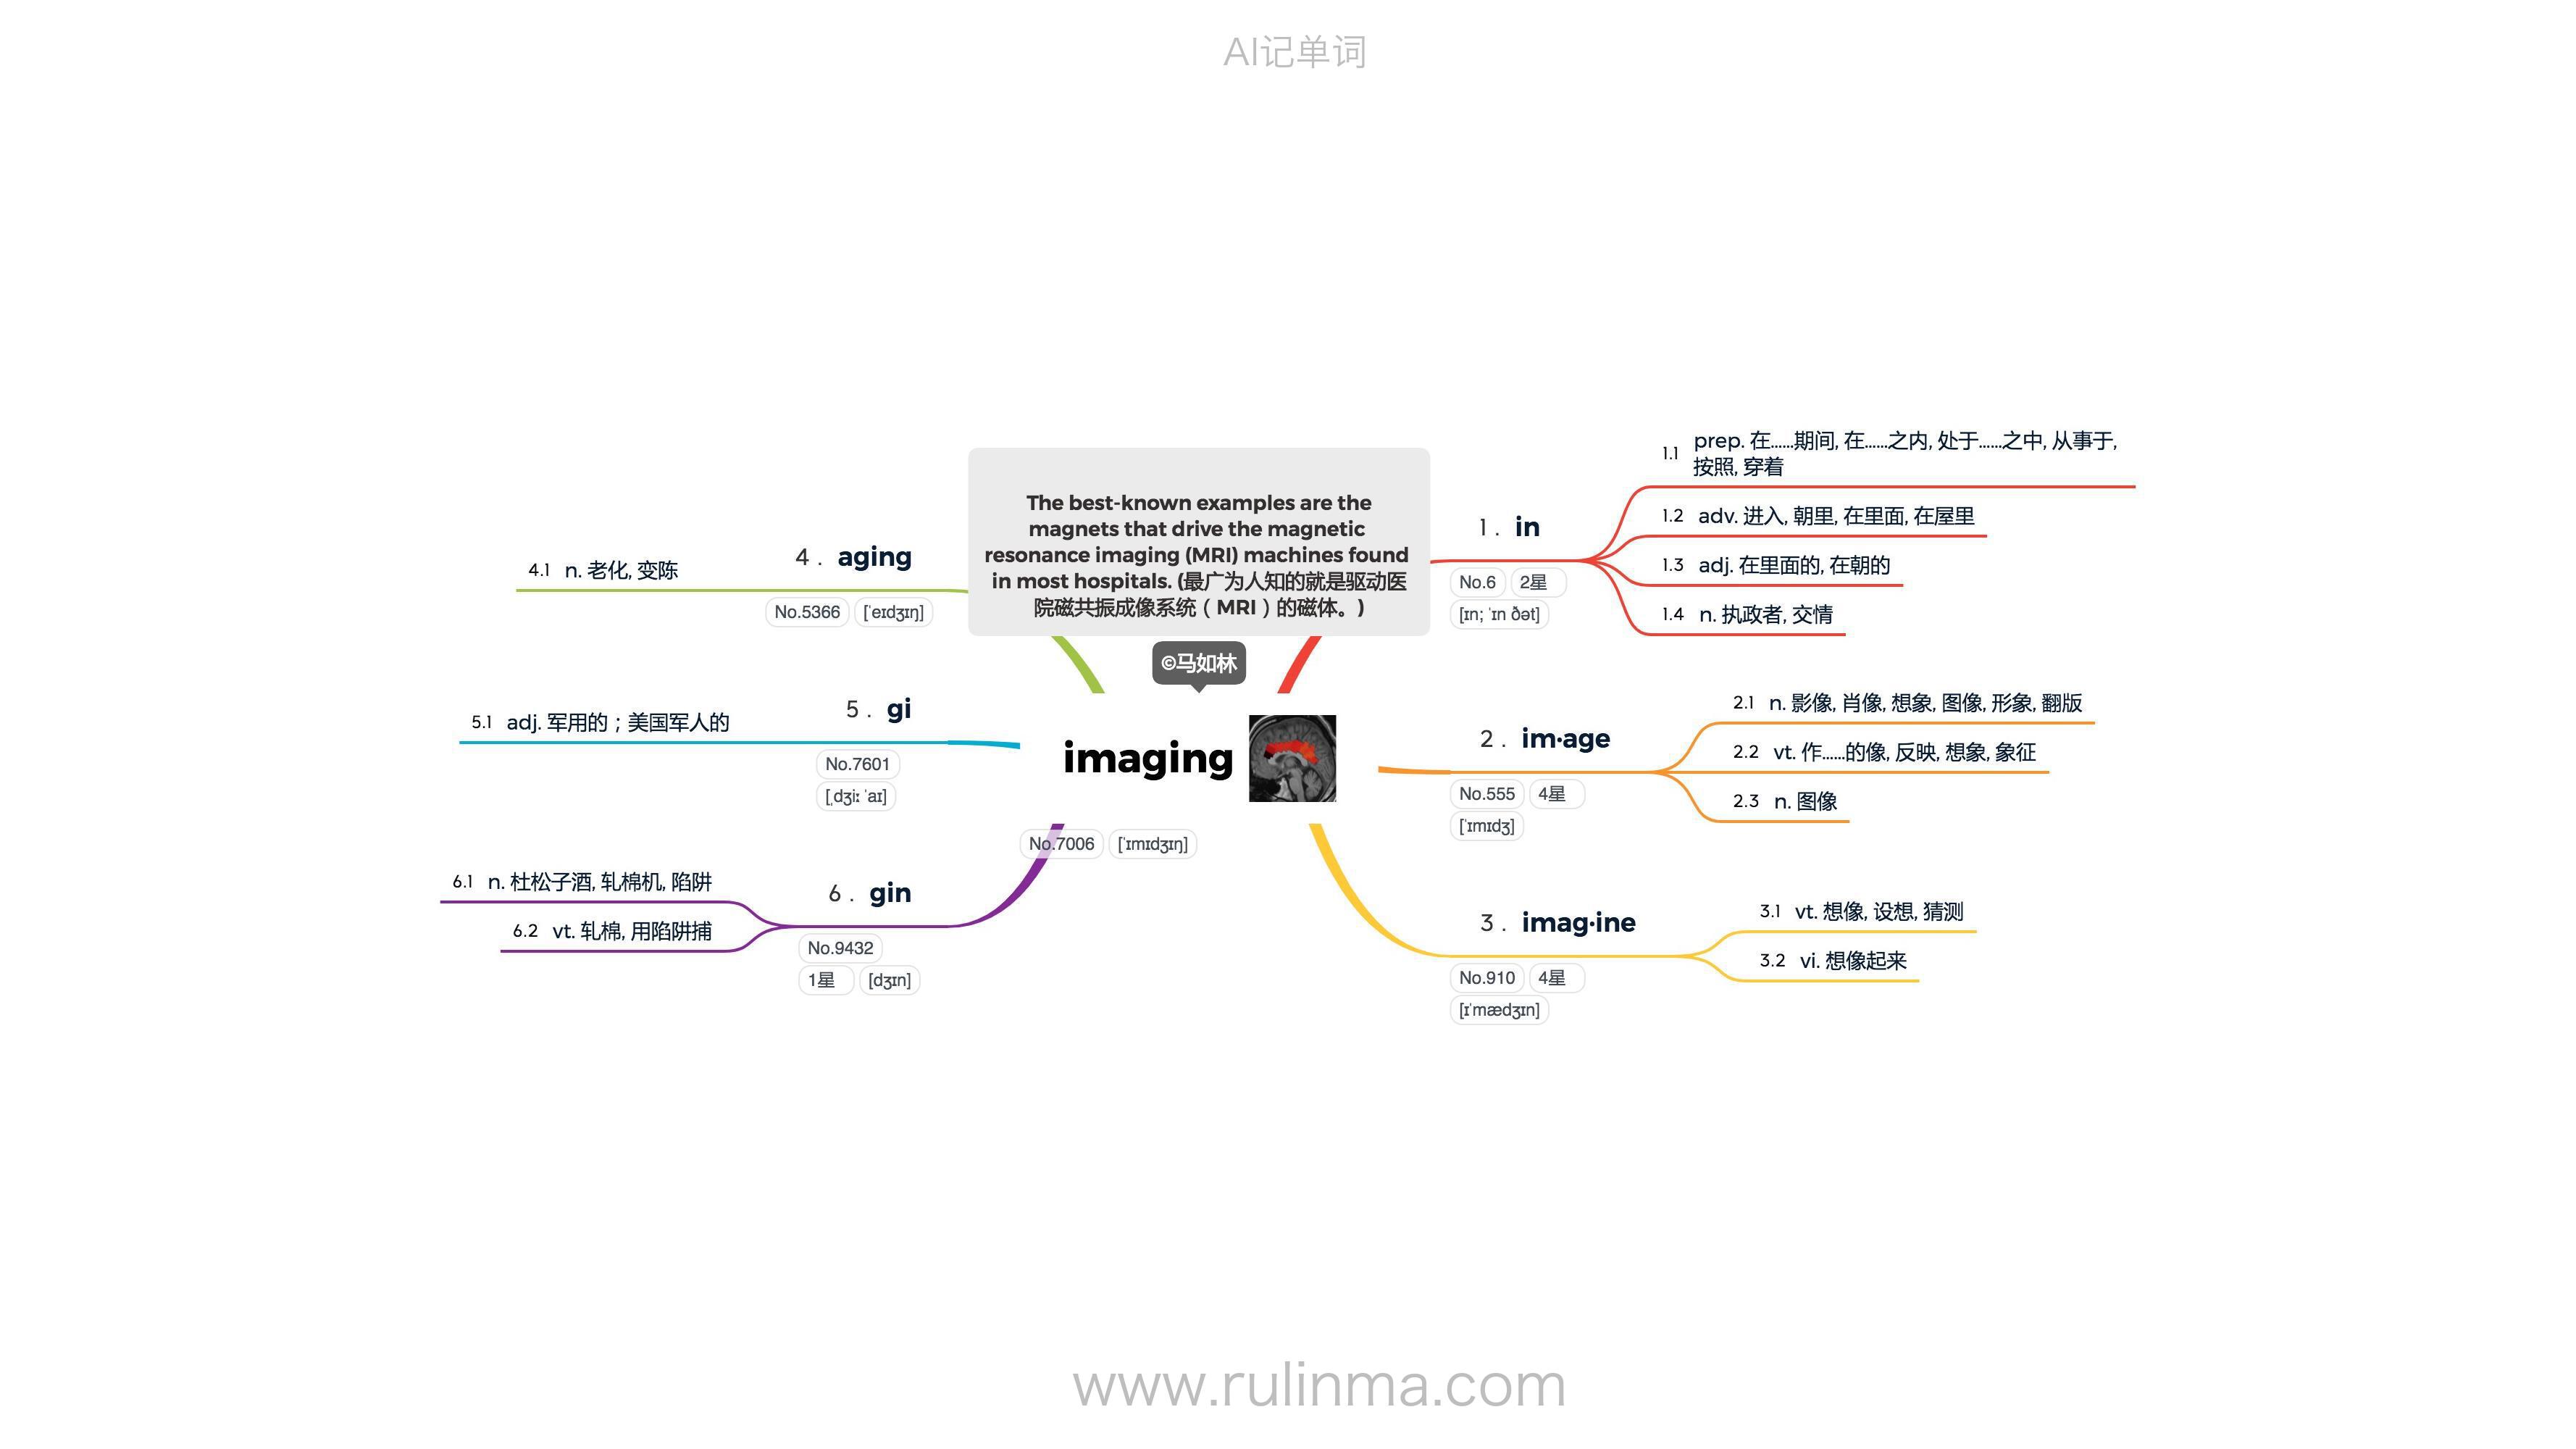 AI记单词
The best-known examples are the
magnets that drive the magnetic
resonance imaging (MRI) machines found
in most hospitals. (最广为人知的就是驱动医
院磁共振成像系统（MRI）的磁体。)
©马如林
imaging
No.7006 [ˈɪmɪdʒɪŋ]
1 . in
No.6 2星
[ɪn; ˈɪn ðət]
1.1 prep. 在……期间, 在……之内, 处于……之中, 从事于,
按照, 穿着
1.2 adv. 进入, 朝里, 在里面, 在屋里
1.3 adj. 在里面的, 在朝的
1.4 n. 执政者, 交情
2 . im·age
No.555 4星
[ˈɪmɪdʒ]
2.1 n. 影像, 肖像, 想象, 图像, 形象, 翻版
2.2 vt. 作……的像, 反映, 想象, 象征
2.3 n. 图像
3 . imag·ine
No.910 4星
[ɪˈmædʒɪn]
3.1 vt. 想像, 设想, 猜测
3.2 vi. 想像起来
4 . aging
No.5366 [ˈeɪdʒɪŋ]
4.1 n. 老化, 变陈
5 . gi
No.7601
[ˌdʒiː ˈaɪ]
5.1 adj. 军用的；美国军人的
6 . gin
No.9432
1星 [dʒɪn]
6.1 n. 杜松子酒, 轧棉机, 陷阱
6.2 vt. 轧棉, 用陷阱捕
www.rulinma.com